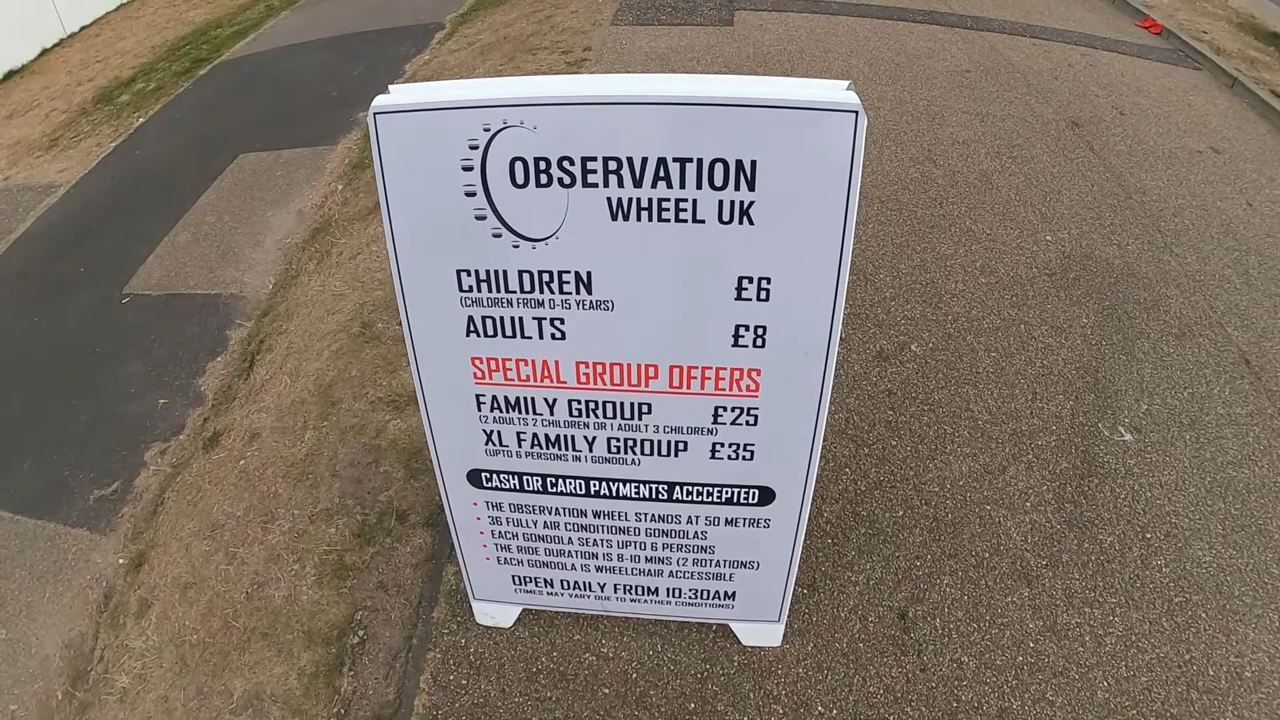 OBSERVATION
WHEEL UK
CHILDREN £6
(CHILDREN FROM 0-15 YEARS)
ADULTS £8
SPECIAL GROUP OFFERS
FAMILY GROUP £25
(2 ADULTS 2 CHILDREN OR 1 ADULT 3 CHILDREN)
XL FAMILY GROUP £35
(UPTO 6 PERSONS IN 1 GONDOLA)
CASH OR CARD PAYMENTS ACCCEPTED
• THE OBSERVATION WHEEL STANDS AT 50 METRES
• 36 FULLY AIR CONDITIONED GONDOLAS
• EACH GONDOLA SEATS UPTO 6 PERSONS
• THE RIDE DURATION IS 8-10 MINS (2 ROTATIONS)
• EACH GONDOLA IS WHEELCHAIR ACCESSIBLE
OPEN DAILY FROM 10:30AM
(TIMES MAY VARY DUE TO WEATHER CONDITIONS)